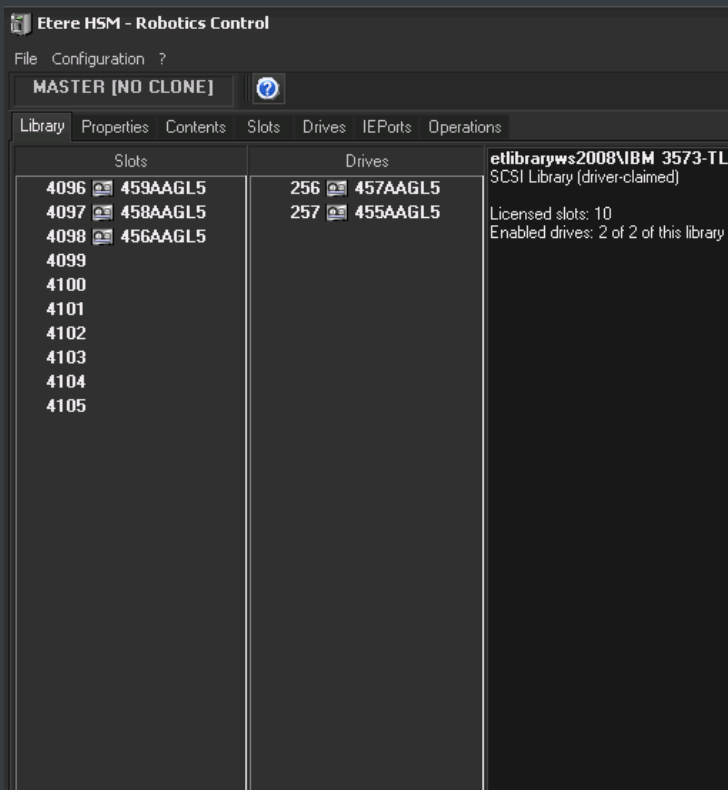 Etere HSM - Robotics Control
File Configuration ?
MASTER [NO CLONE]
Library Properties Contents Slots Drives IEPorts Operations
Slots
4096 459AAGL5
4097 458AAGL5
4098 456AAGL5
4099
4100
4101
4102
4103
4104
4105
Drives
256 457AAGL5
257 455AAGL5
etlibraryws2008\IBM 3573-TL
SCSI Library (driver-claimed)
Licensed slots: 10
Enabled drives: 2 of 2 of this library